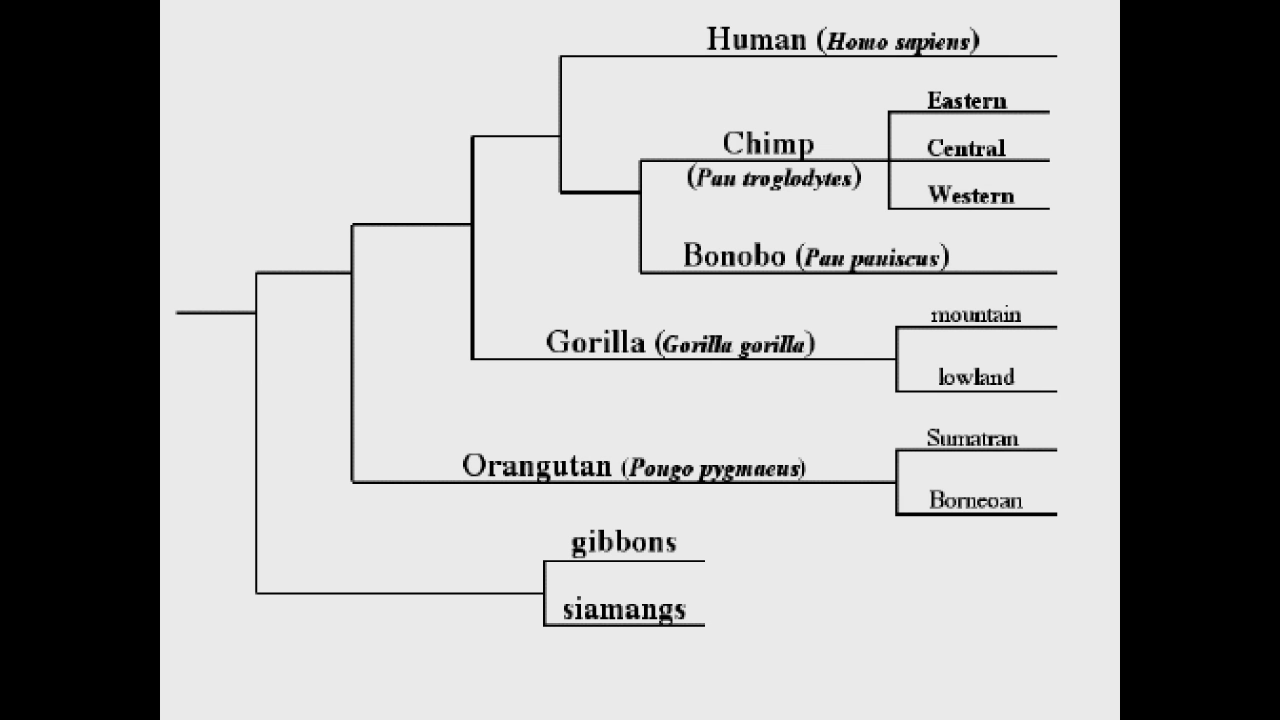 Human (Homo sapiens)
Eastern
Chimp
Central
(Pan troglodytes)
Western
Bonobo (Pan paniscus)
mountain
Gorilla (Gorilla gorilla)
lowland
Sumatran
Orangutan (Pongo pygmaeus)
Borneoan
gibbons
siamangs